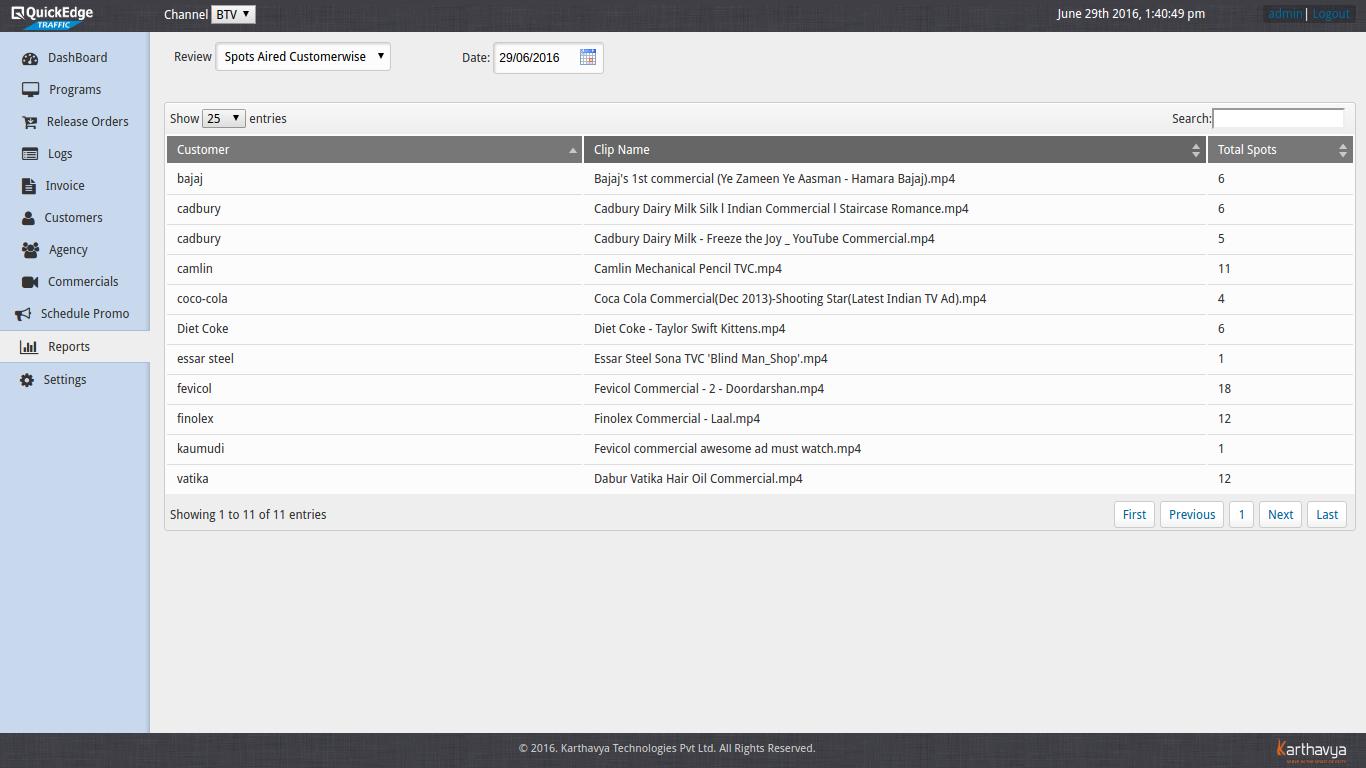 QuickEdge
TRAFFIC
Channel BTV
June 29th 2016, 1:40:49 pm
admin | Logout
DashBoard
Programs
Release Orders
Logs
Invoice
Customers
Agency
Commercials
Schedule Promo
Reports
Settings
Review Spots Aired Customerwise Date: 29/06/2016
Show 25 entries Search:
Customer Clip Name Total Spots
bajaj Bajaj's 1st commercial (Ye Zameen Ye Aasman - Hamara Bajaj).mp4 6
cadbury Cadbury Dairy Milk Silk l Indian Commercial l Staircase Romance.mp4 6
cadbury Cadbury Dairy Milk - Freeze the Joy _ YouTube Commercial.mp4 5
camlin Camlin Mechanical Pencil TVC.mp4 11
coco-cola Coca Cola Commercial(Dec 2013)-Shooting Star(Latest Indian TV Ad).mp4 4
Diet Coke Diet Coke - Taylor Swift Kittens.mp4 6
essar steel Essar Steel Sona TVC 'Blind Man_Shop'.mp4 1
fevicol Fevicol Commercial - 2 - Doordarshan.mp4 18
finolex Finolex Commercial - Laal.mp4 12
kaumudi Fevicol commercial awesome ad must watch.mp4 1
vatika Dabur Vatika Hair Oil Commercial.mp4 12
Showing 1 to 11 of 11 entries
First Previous 1 Next Last
© 2016. Karthavya Technologies Pvt Ltd. All Rights Reserved.
Karthavya